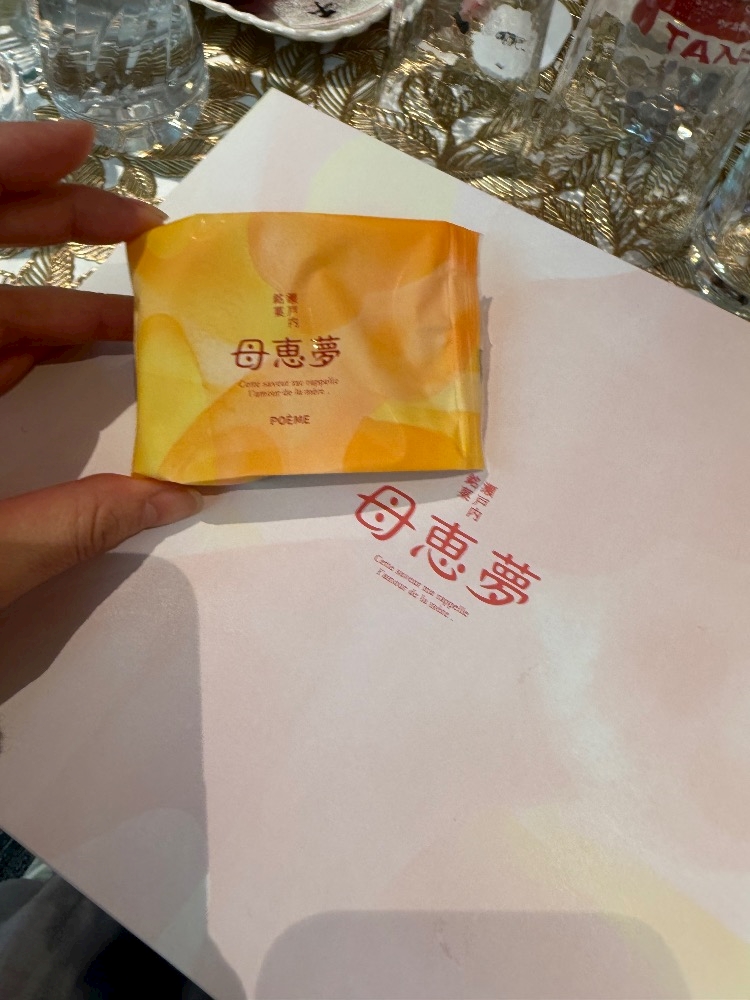 瀬戸内
銘菓
母恵夢
Cette saveur me rappelle
l'amour de la mère .
POÈME
瀬戸内
銘菓
母恵夢
Cette saveur me rappelle
l'amour de la mère .